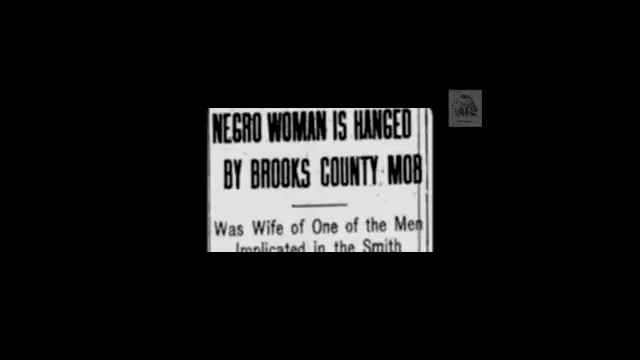 NEGRO WOMAN IS HANGED
BY BROOKS COUNTY MOB
Was Wife of One of the Men
Implicated in the Smith